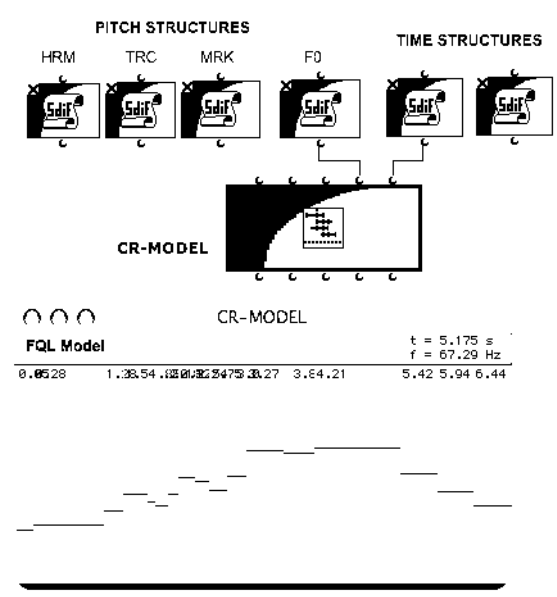 PITCH STRUCTURES
TIME STRUCTURES
HRM TRC MRK F0
Sdif Sdif Sdif Sdif Sdif Sdif
CR-MODEL
CR-MODEL
FQL Model
t = 5.175 s
f = 67.29 Hz
5.42 5.94 6.44